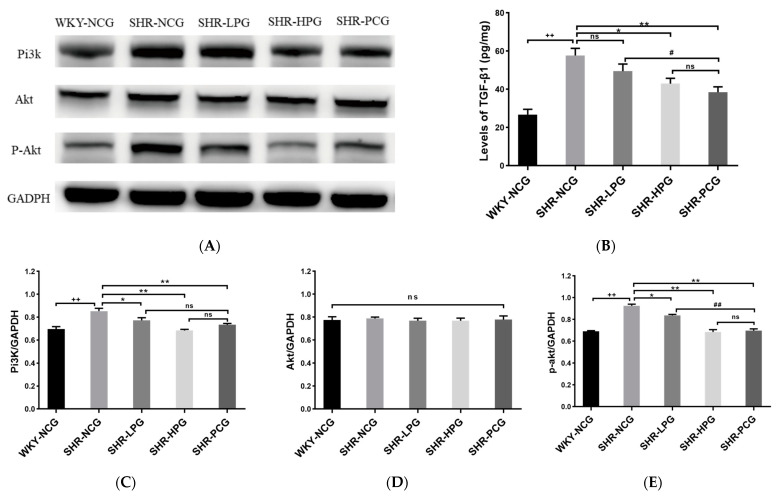 WKY-NCG SHR-NCG SHR-LPG SHR-HPG SHR-PCG
Pi3k
Akt
P-Akt
GADPH
(A)
Levels of TGF-β1 (pg/mg)
80
60
40
20
0
++ ns * ** # ns
WKY-NCG SHR-NCG SHR-LPG SHR-HPG SHR-PCG
(B)
Pi3K/GAPDH
1.2
1.0
0.8
0.6
0.4
0.2
0.0
++ * ** ** ns ns
WKY-NCG SHR-NCG SHR-LPG SHR-HPG SHR-PCG
(C)
Akt/GAPDH
1.2
1.0
0.8
0.6
0.4
0.2
0.0
ns
WKY-NCG SHR-NCG SHR-LPG SHR-HPG SHR-PCG
(D)
p-akt/GAPDH
1.2
1.0
0.8
0.6
0.4
0.2
0.0
++ * ** ** ## ns
WKY-NCG SHR-NCG SHR-LPG SHR-HPG SHR-PCG
(E)